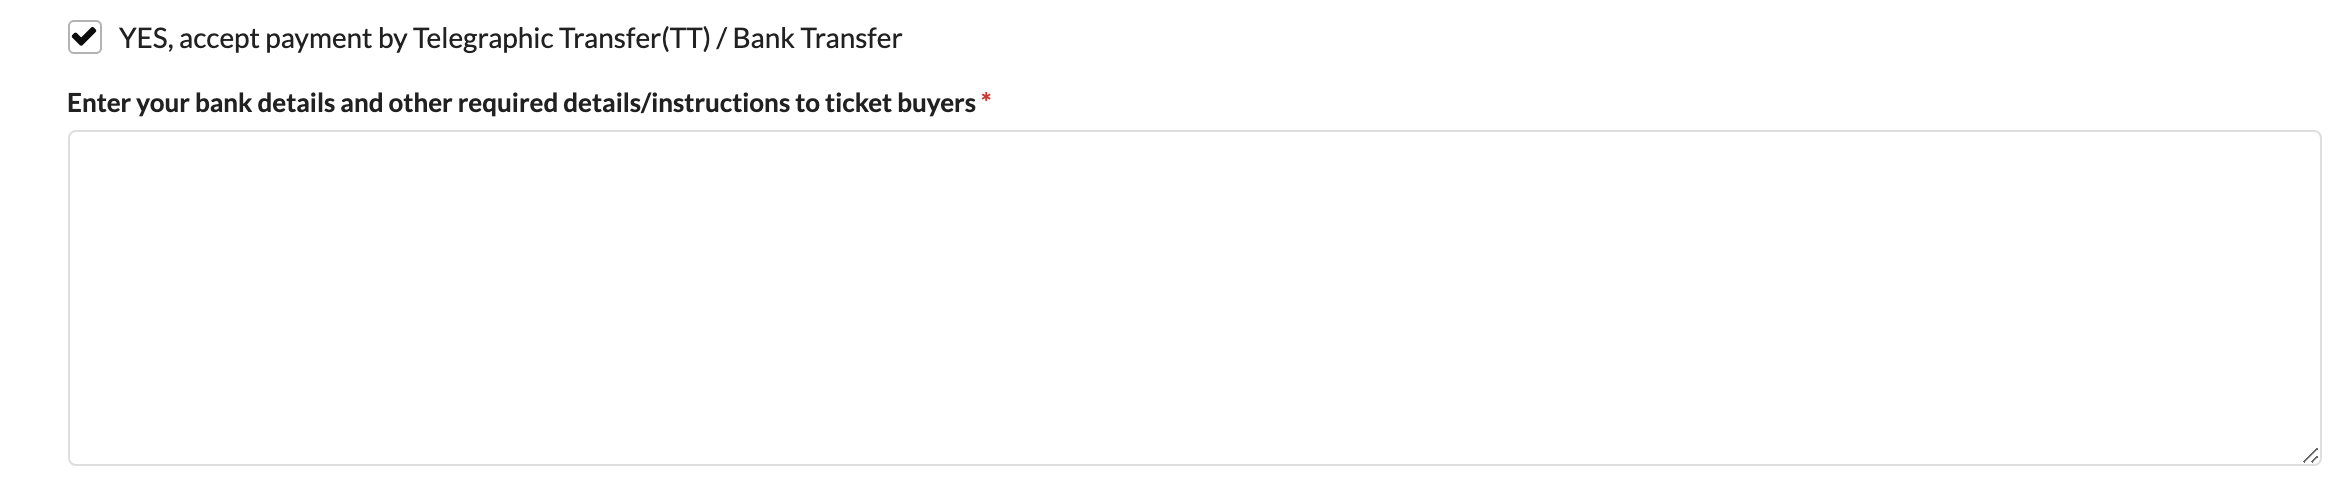 YES, accept payment by Telegraphic Transfer(TT) / Bank Transfer
Enter your bank details and other required details/instructions to ticket buyers *